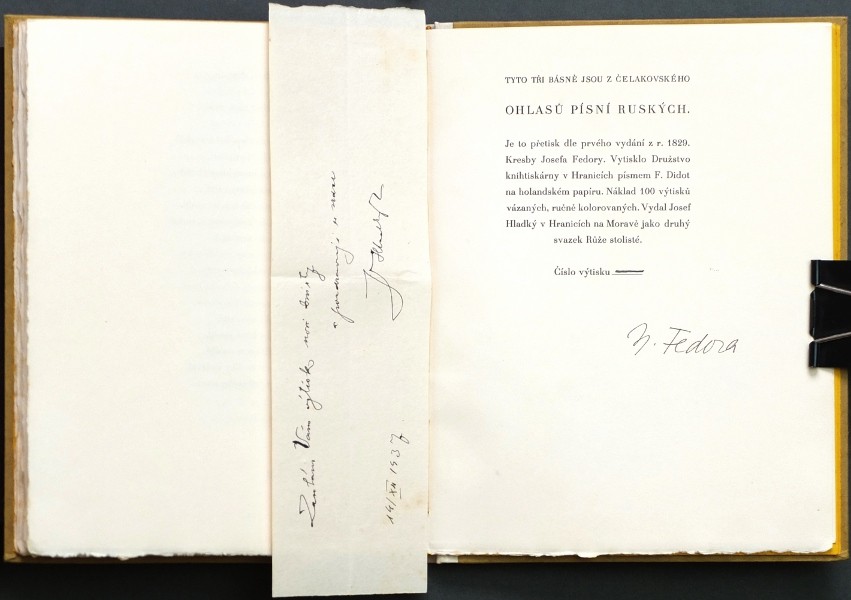 Vám výtisk nové
a
14/XII 1937.
TYTO TŘI BÁSNĚ JSOU Z ČELAKOVSKÉHO
OHLASŮ PÍSNÍ RUSKÝCH.
Je to přetisk dle prvého vydání z r. 1829.
Kresby Josefa Fedory. Vytisklo Družstvo
knihtiskárny v Hranicích písmem F. Didot
na holandském papíru. Náklad 100 výtisků
vázaných, ručně kolorovaných. Vydal Josef
Hladký v Hranicích na Moravě jako druhý
svazek Růže stolisté.
Číslo výtisku
Fedora